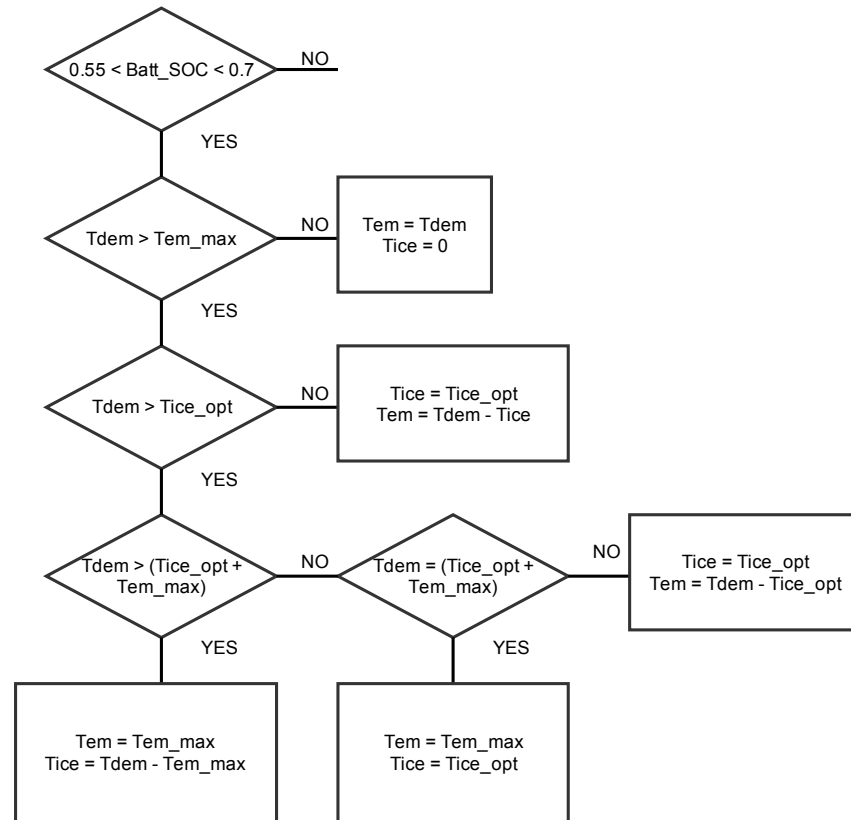 0.55 < Batt_SOC < 0.7
NO
YES
Tdem > Tem_max
NO
Tem = Tdem
Tice = 0
YES
Tdem > Tice_opt
NO
Tice = Tice_opt
Tem = Tdem - Tice
YES
Tdem > (Tice_opt +
Tem_max)
NO
Tdem = (Tice_opt +
Tem_max)
NO
Tice = Tice_opt
Tem = Tdem - Tice_opt
YES
YES
Tem = Tem_max
Tice = Tdem - Tem_max
Tem = Tem_max
Tice = Tice_opt